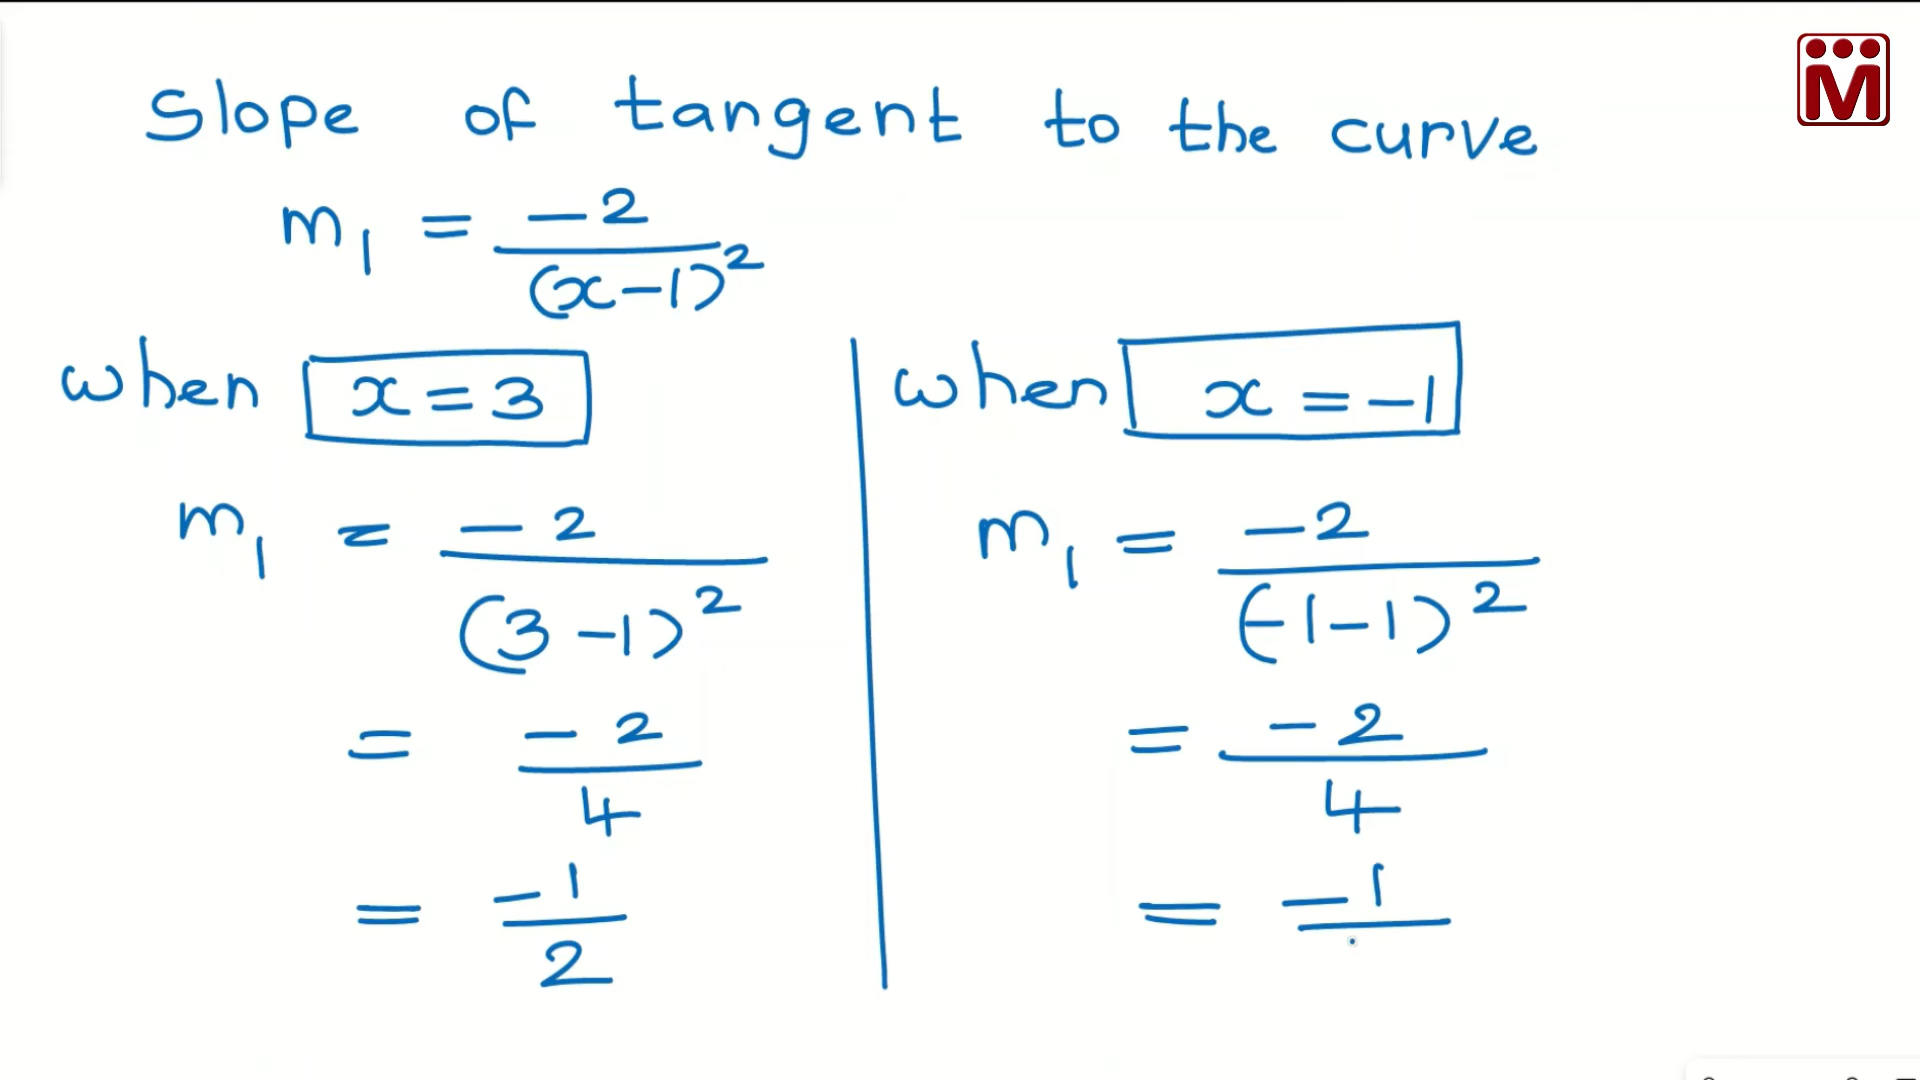 Slope of tangent to the curve
m₁ = -2/(x-1)²
when x = 3
m₁ = -2/(3-1)²
= -2/4
= -1/2
when x = -1
m₁ = -2/(-1-1)²
= -2/4
= -1/
M